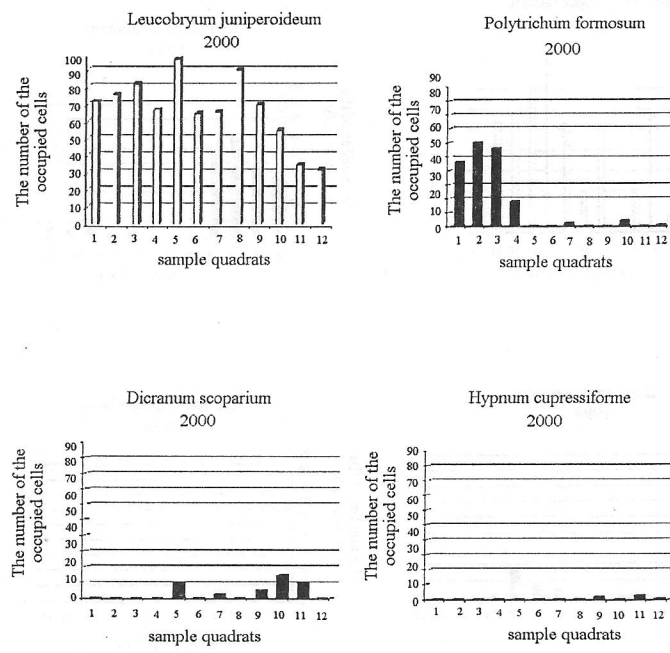 Leucobryum juniperoideum
2000
The number of the
occupied cells
100
90
80
70
60
50
40
30
20
10
0
1 2 3 4 5 6 7 8 9 10 11 12
sample quadrats
Polytrichum formosum
2000
The number of the
occupied cells
90
80
70
60
50
40
30
20
10
0
1 2 3 4 5 6 7 8 9 10 11 12
sample quadrats
Dicranum scoparium
2000
The number of the
occupied cells
90
80
70
60
50
40
30
20
10
0
1 2 3 4 5 6 7 8 9 10 11 12
sample quadrats
Hypnum cupressiforme
2000
The number of the
occupied cells
90
80
70
60
50
40
30
20
10
0
1 2 3 4 5 6 7 8 9 10 11 12
sample quadrats